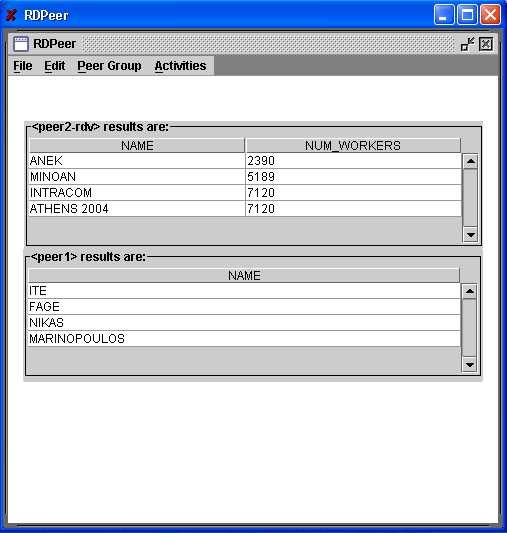 RDPeer
RDPeer
File Edit Peer Group Activities
<peer2-rdv> results are:
NAME NUM_WORKERS
ANEK 2390
MINOAN 5189
INTRACOM 7120
ATHENS 2004 7120
<peer1> results are:
NAME
ITE
FAGE
NIKAS
MARINOPOULOS